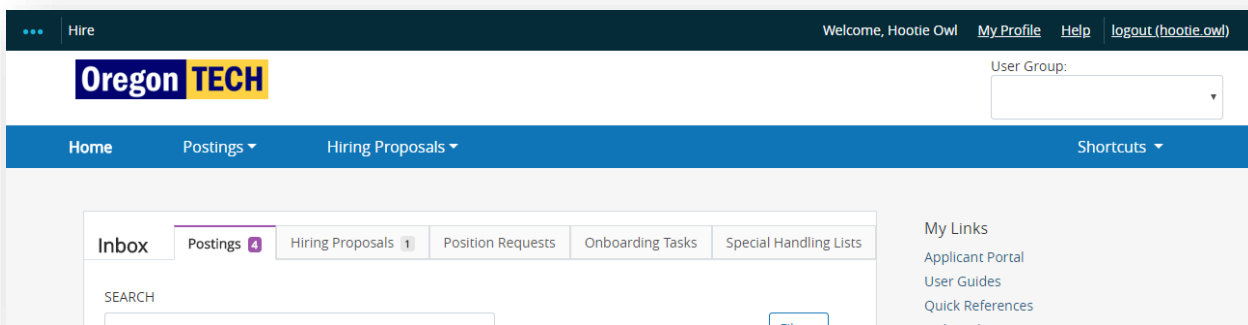 ••• Hire Welcome, Hootie Owl My Profile Help logout (hootie.owl)
Oregon TECH
User Group:
Home Postings Hiring Proposals Shortcuts
Inbox Postings 4 Hiring Proposals 1 Position Requests Onboarding Tasks Special Handling Lists
SEARCH
My Links
Applicant Portal
User Guides
Quick References